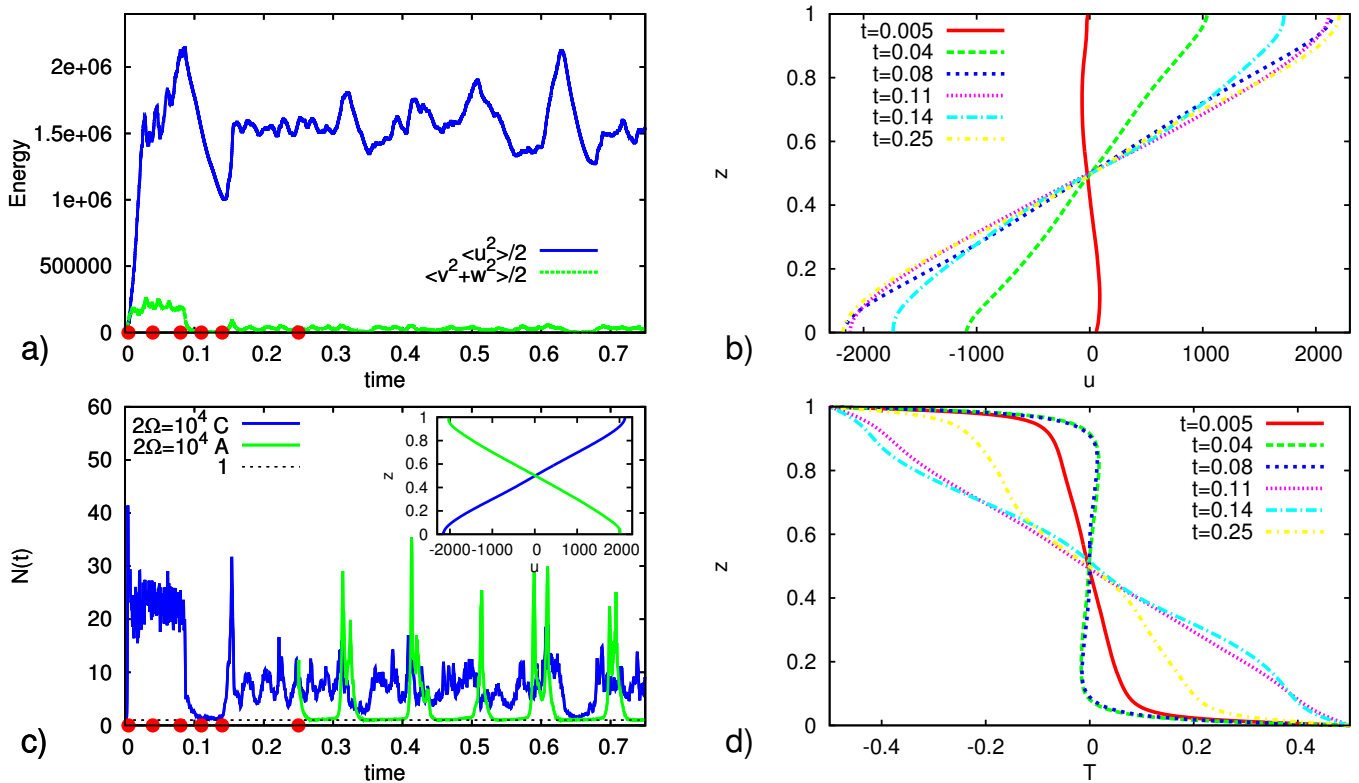 2e+06
1.5e+06
1e+06
500000
0
Energy
<u²>/2
<v²+w²>/2
0 0.1 0.2 0.3 0.4 0.5 0.6 0.7
time
a)
1
0.8
0.6
0.4
0.2
0
z
t=0.005
t=0.04
t=0.08
t=0.11
t=0.14
t=0.25
-2000 -1000 0 1000 2000
u
b)
60
50
40
30
20
10
0
N(t)
2Ω=10⁴ C
2Ω=10⁴ A
1
1
0.8
0.6
0.4
0.2
0
z
-2000 -1000 0 1000 2000
u
0 0.1 0.2 0.3 0.4 0.5 0.6 0.7
time
c)
1
0.8
0.6
0.4
0.2
0
z
t=0.005
t=0.04
t=0.08
t=0.11
t=0.14
t=0.25
-0.4 -0.2 0 0.2 0.4
T
d)